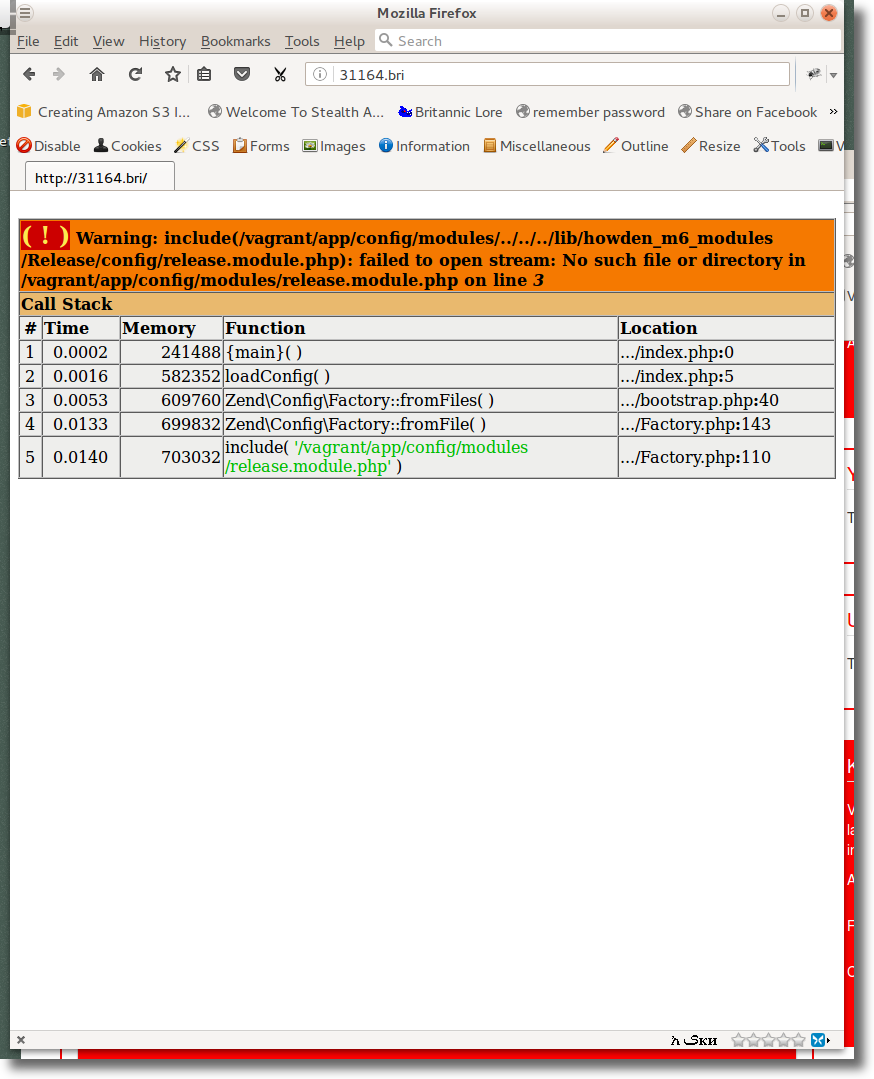 Mozilla Firefox
File Edit View History Bookmarks Tools Help Search
31164.bri
Creating Amazon S3 I... Welcome To Stealth A... Britannic Lore remember password Share on Facebook »
Disable Cookies CSS Forms Images Information Miscellaneous Outline Resize Tools
http://31164.bri/
( ! ) Warning: include(/vagrant/app/config/modules/../../../lib/howden_m6_modules
/Release/config/release.module.php): failed to open stream: No such file or directory in
/vagrant/app/config/modules/release.module.php on line 3
Call Stack
# Time Memory Function Location
1 0.0002 241488 {main}( ) .../index.php:0
2 0.0016 582352 loadConfig( ) .../index.php:5
3 0.0053 609760 Zend\Config\Factory::fromFiles( ) .../bootstrap.php:40
4 0.0133 699832 Zend\Config\Factory::fromFile( ) .../Factory.php:143
5 0.0140 703032 include( '/vagrant/app/config/modules
/release.module.php' ) .../Factory.php:110